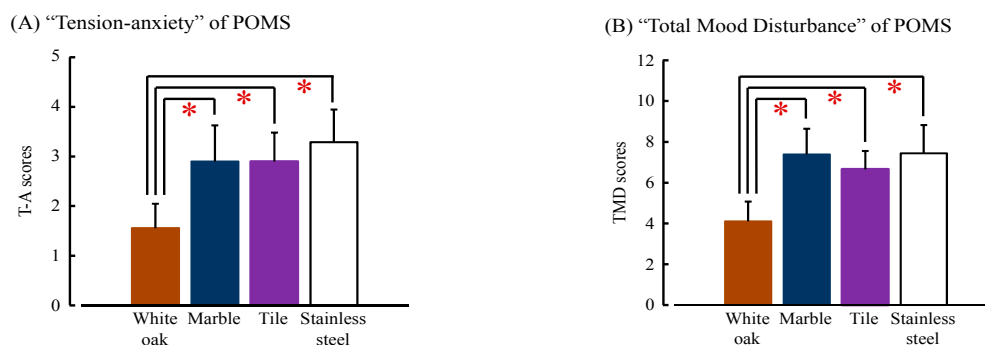 (A) “Tension-anxiety” of POMS
5
4
3
2
1
0
T-A scores
*
*
*
White oak
Marble
Tile
Stainless steel
(B) “Total Mood Disturbance” of POMS
12
10
8
6
4
2
0
TMD scores
*
*
*
White oak
Marble
Tile
Stainless steel